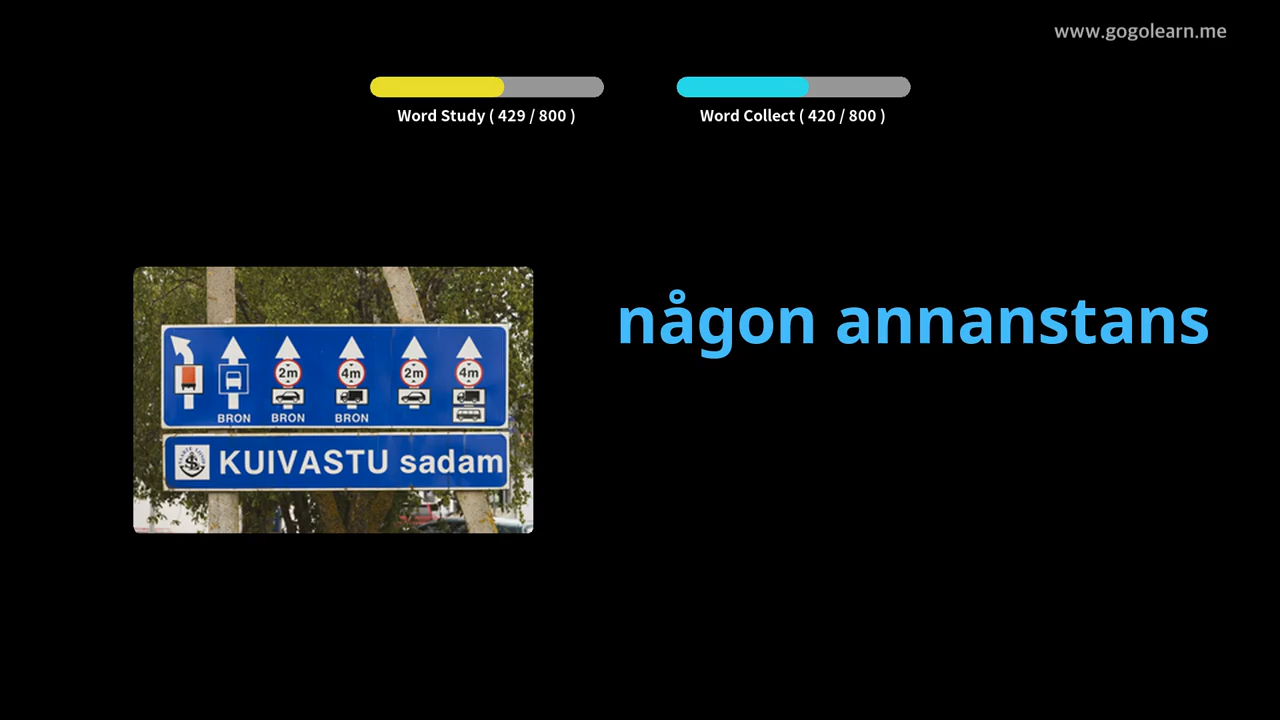 www.gogolearn.me
Word Study ( 429 / 800 )
Word Collect ( 420 / 800 )
någon annanstans
2m 4m 2m 4m
BRON BRON BRON
KUIVASTU sadam